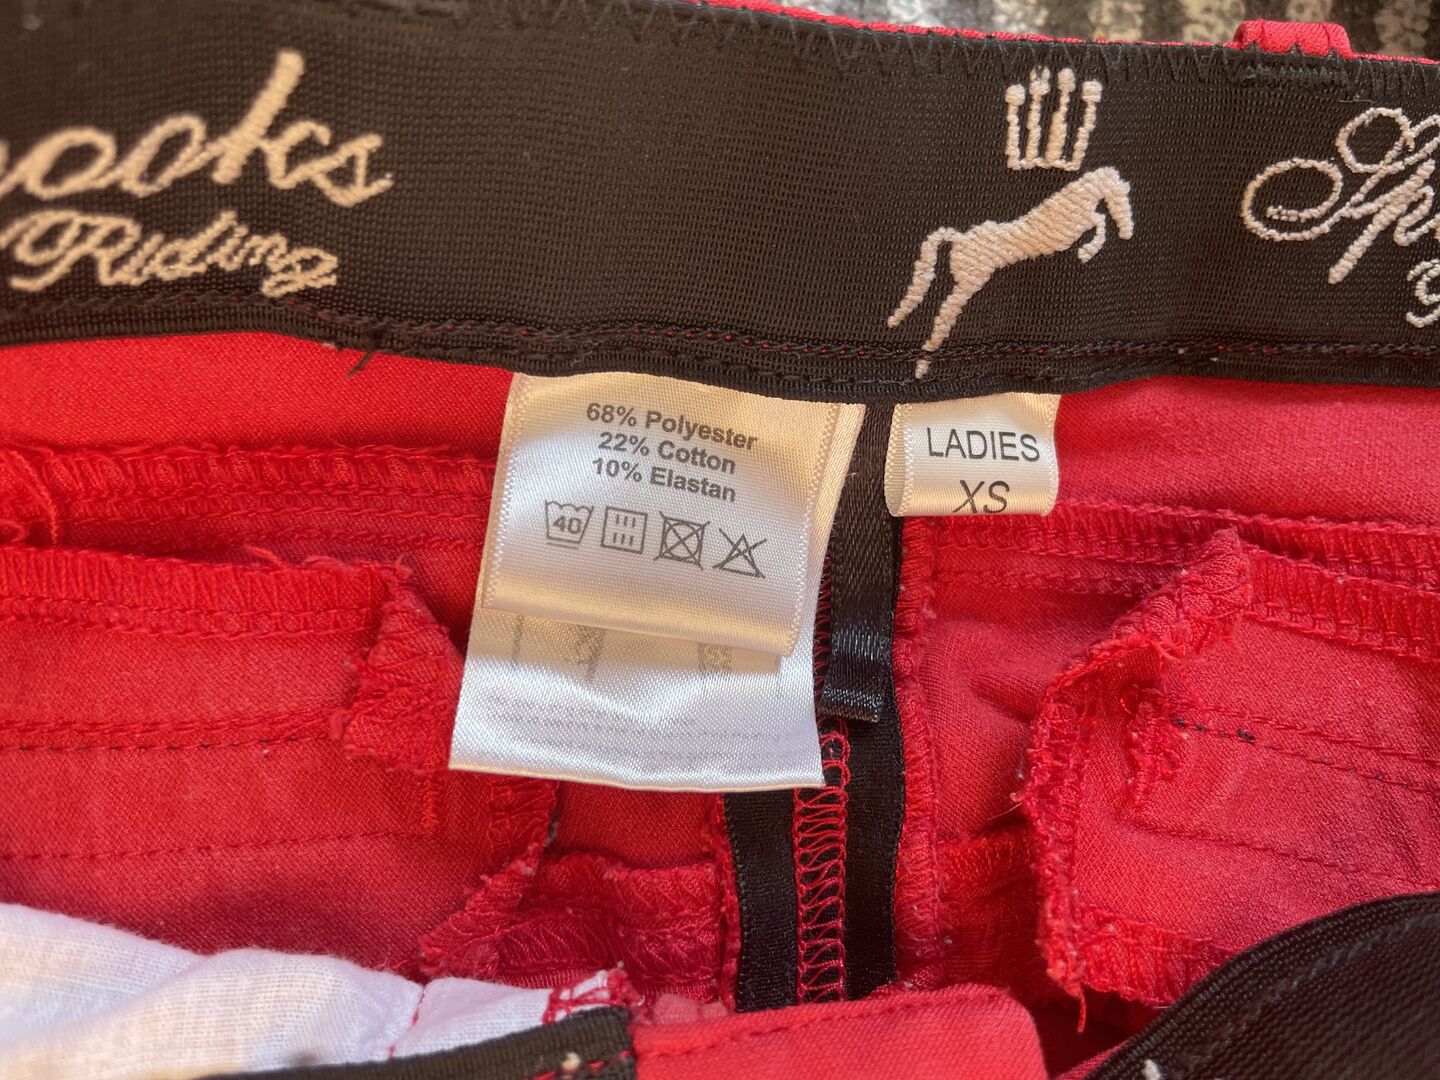 ooks
Riding
68% Polyester
22% Cotton
10% Elastan
40
LADIES
XS
Sp